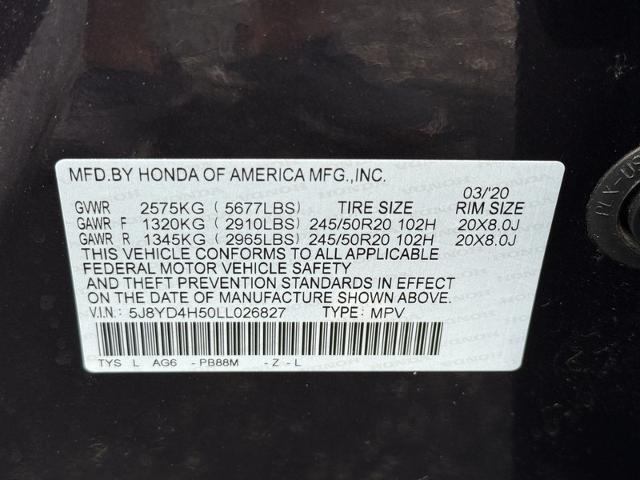 MFD.BY HONDA OF AMERICA MFG.,INC.
03/'20
GVWR 2575KG ( 5677LBS) TIRE SIZE RIM SIZE
GAWR F 1320KG ( 2910LBS) 245/50R20 102H 20X8.0J
GAWR R 1345KG ( 2965LBS) 245/50R20 102H 20X8.0J
THIS VEHICLE CONFORMS TO ALL APPLICABLE
FEDERAL MOTOR VEHICLE SAFETY
AND THEFT PREVENTION STANDARDS IN EFFECT
ON THE DATE OF MANUFACTURE SHOWN ABOVE.
V.I.N: 5J8YD4H50LL026827 TYPE: MPV
TYS L AG6 -PB88M -Z-L